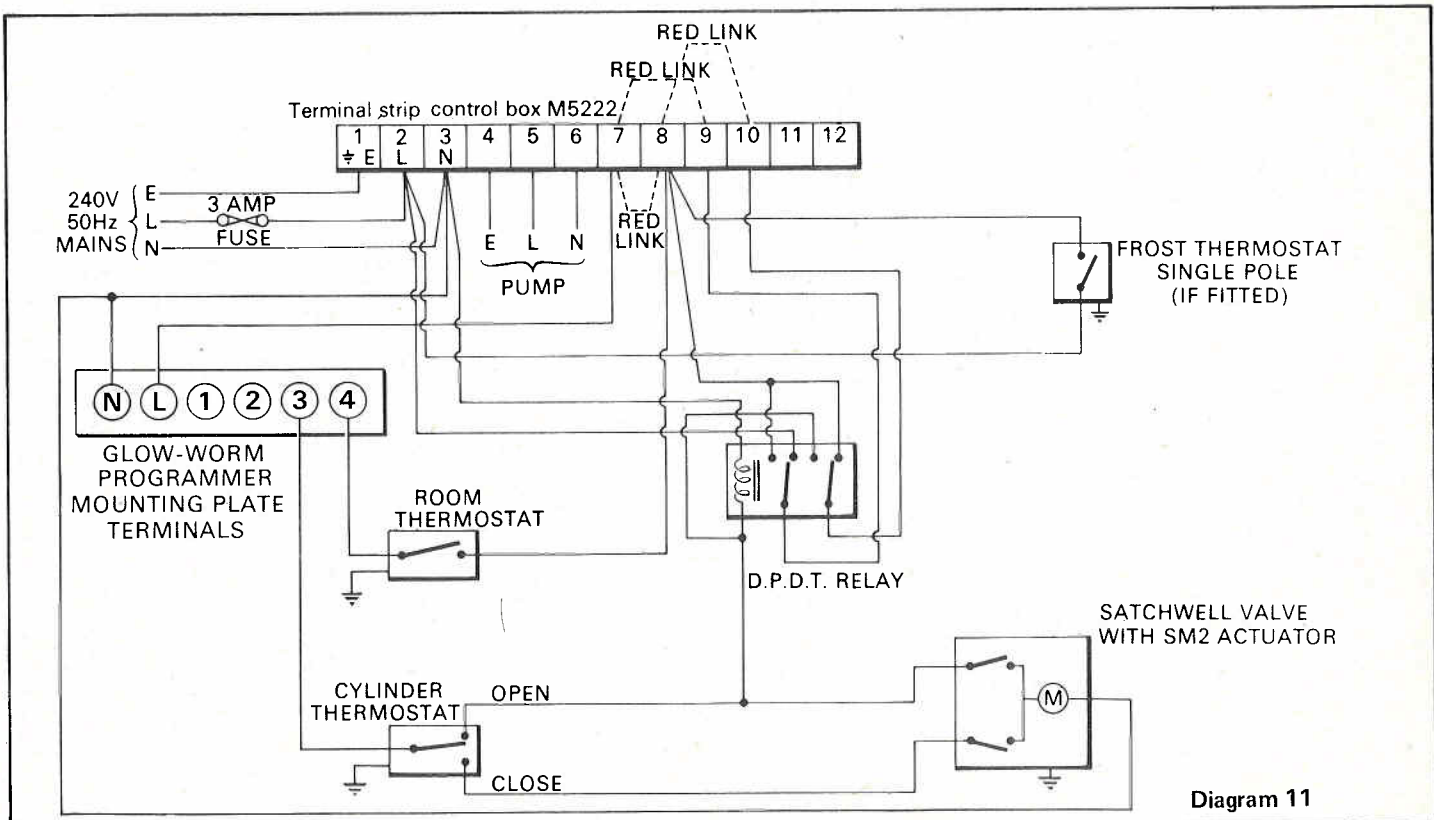 RED LINK
RED LINK
Terminal strip control box M5222
1 2 3 4 5 6 7 8 9 10 11 12
⏚ E L N
240V
50Hz
MAINS
E
L
N
3 AMP
FUSE
E L N
PUMP
RED
LINK
FROST THERMOSTAT
SINGLE POLE
(IF FITTED)
N L 1 2 3 4
GLOW-WORM
PROGRAMMER
MOUNTING PLATE
TERMINALS
ROOM
THERMOSTAT
D.P.D.T. RELAY
SATCHWELL VALVE
WITH SM2 ACTUATOR
M
CYLINDER
THERMOSTAT
OPEN
CLOSE
Diagram 11